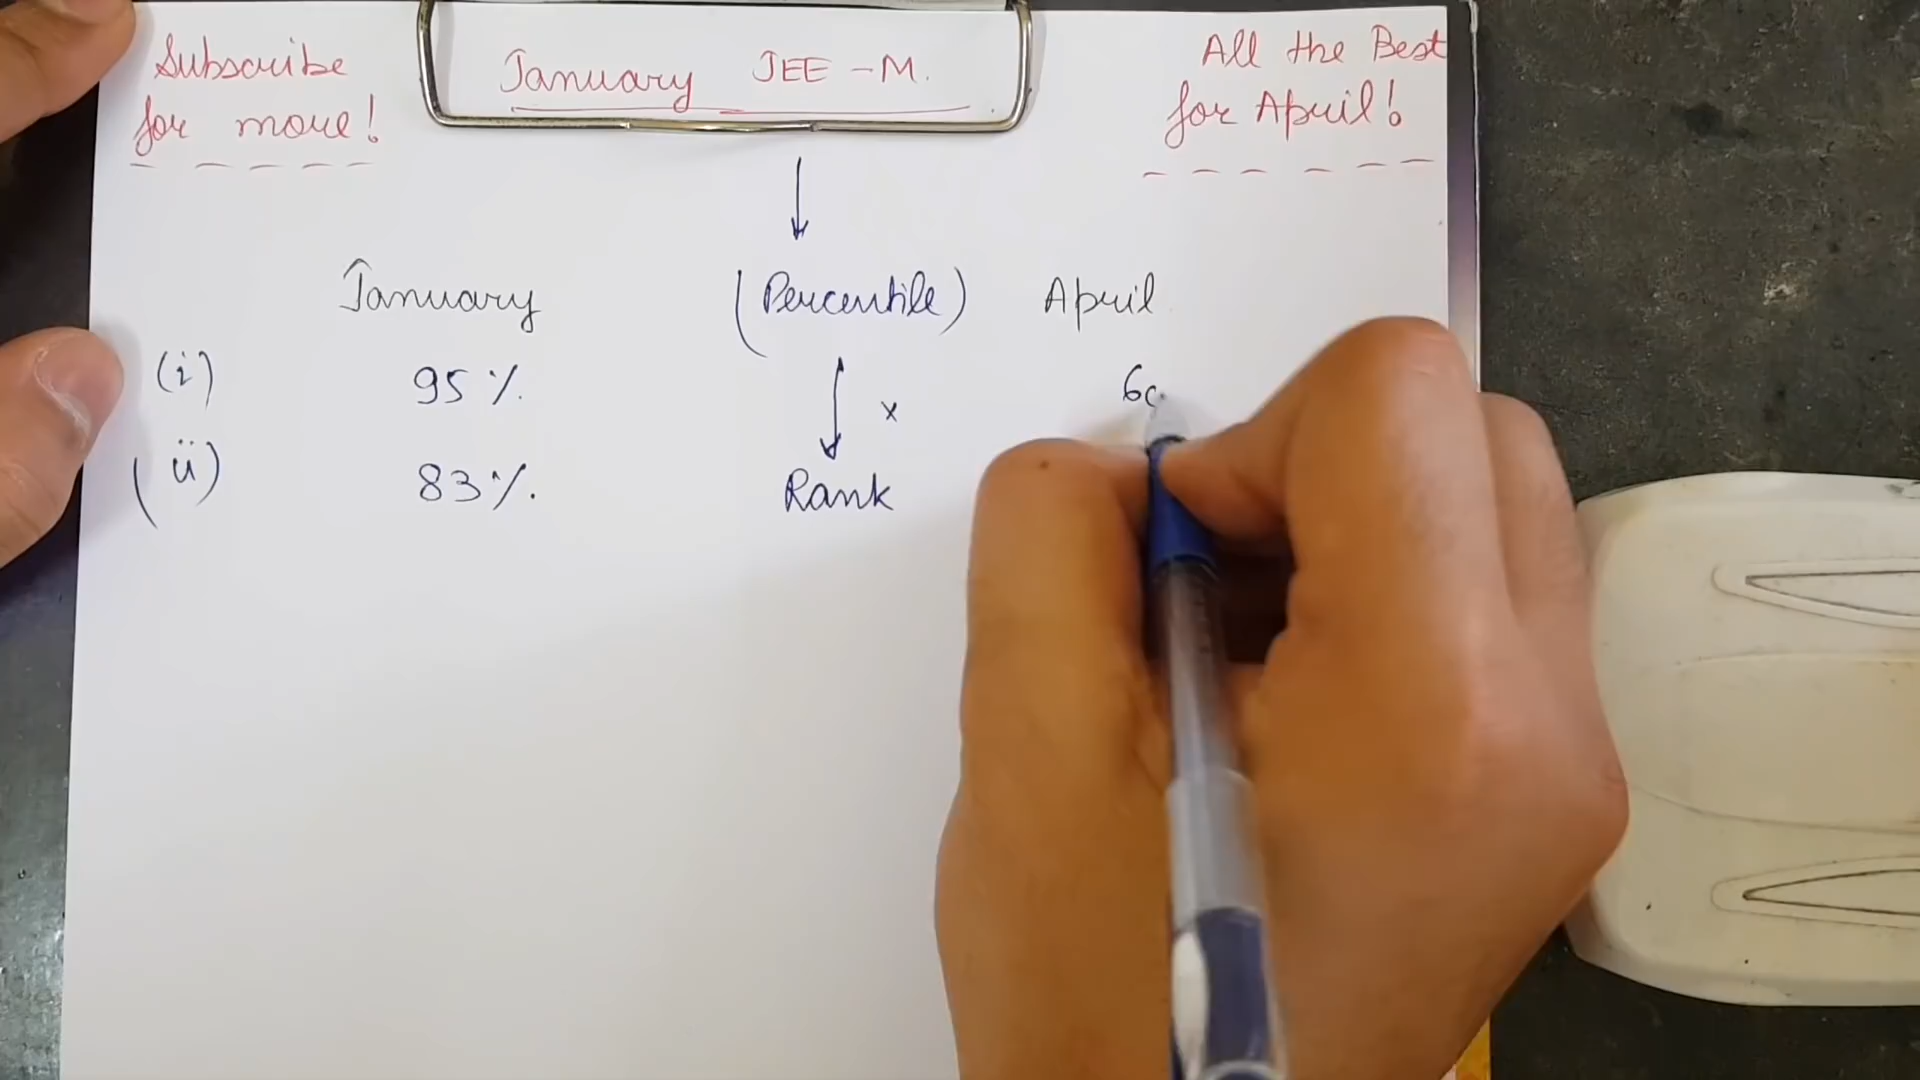 Subscribe
for more!
January JEE-M.
All the Best
for April!
January (Percentile) April
(i) 95 %.
(ii) 83 %. Rank
x